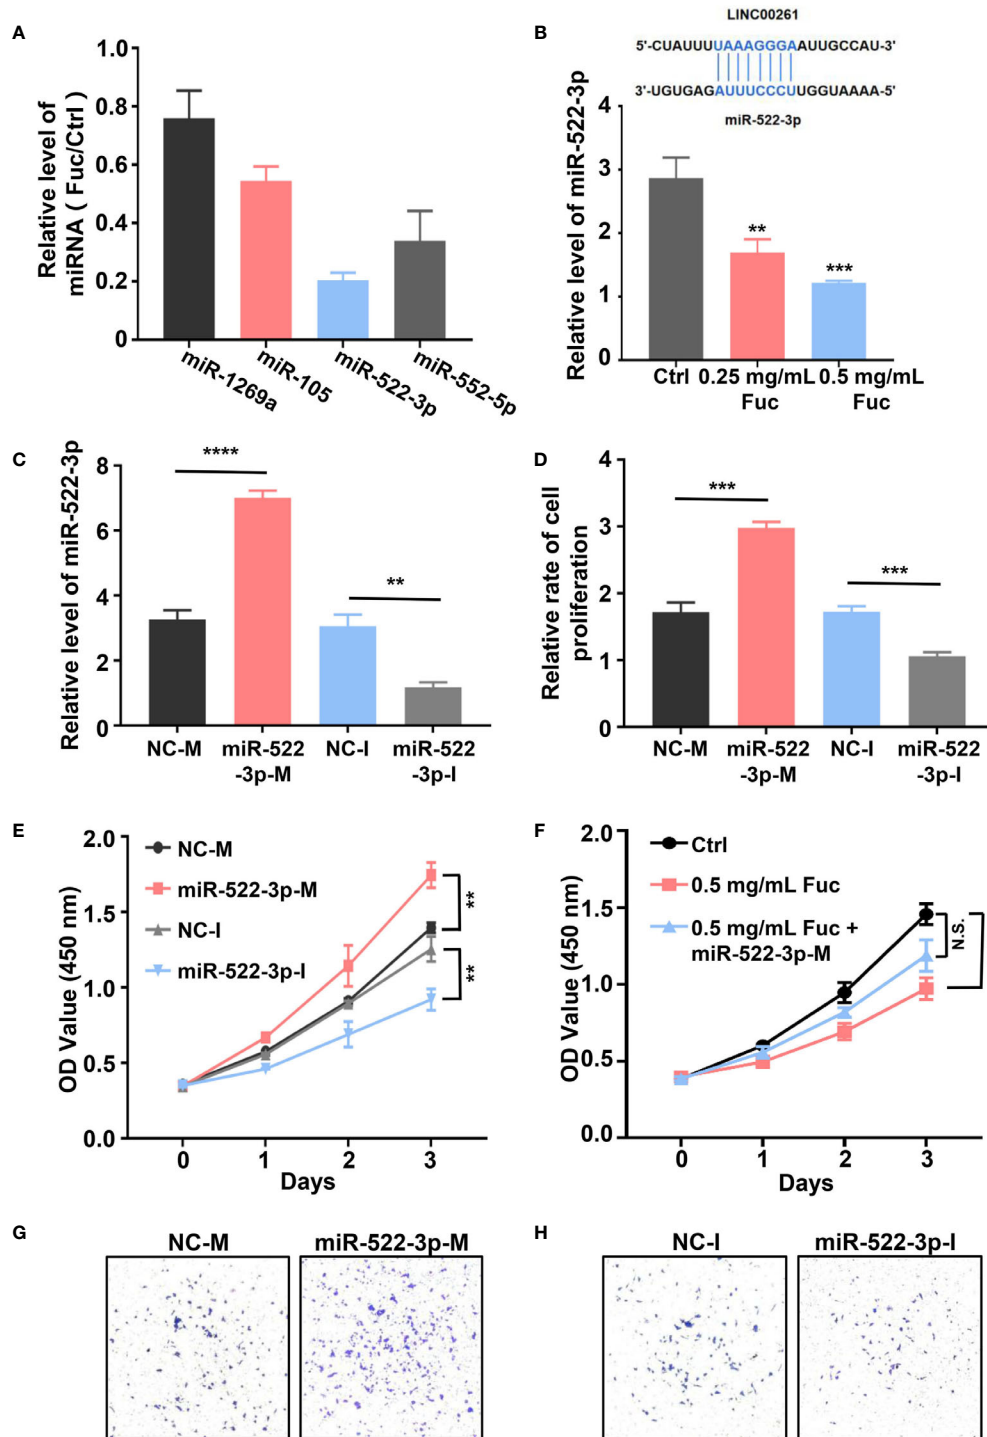 A
Relative level of
miRNA ( Fuc/Ctrl )
1.0
0.8
0.6
0.4
0.2
0
miR-1269a
miR-105
miR-522-3p
miR-552-5p
B
LINC00261
5'-CUAUUUUAAAGGGAAUUGCCAU-3'
3'-UGUGAGAUUUCCCUUGGUAAAA-5'
miR-522-3p
Relative level of miR-522-3p
4
3
2
1
0
**
***
Ctrl
0.25 mg/mL
Fuc
0.5 mg/mL
Fuc
C
Relative level of miR-522-3p
8
6
4
2
0
****
**
NC-M
miR-522
-3p-M
NC-I
miR-522
-3p-I
D
Relative rate of cell
proliferation
4
3
2
1
0
***
***
NC-M
miR-522
-3p-M
NC-I
miR-522
-3p-I
E
OD Value (450 nm)
2.0
1.5
1.0
0.5
0.0
NC-M
miR-522-3p-M
NC-I
miR-522-3p-I
**
**
0
1
2
3
Days
F
OD Value (450 nm)
2.0
1.5
1.0
0.5
0.0
Ctrl
0.5 mg/mL Fuc
0.5 mg/mL Fuc +
miR-522-3p-M
N.S.
0
1
2
3
Days
G
NC-M
miR-522-3p-M
H
NC-I
miR-522-3p-I